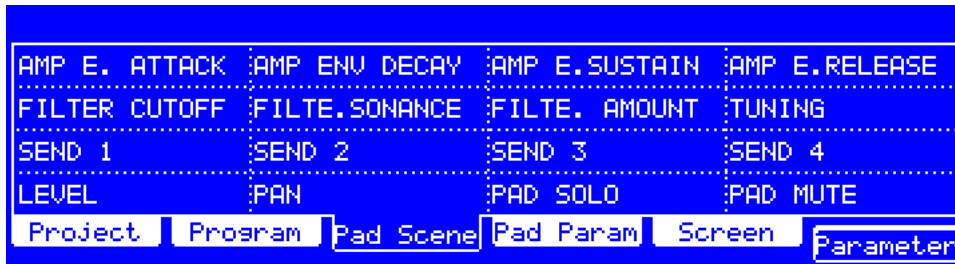 AMP E. ATTACK AMP ENV DECAY AMP E.SUSTAIN AMP E.RELEASE
FILTER CUTOFF FILTE.SONANCE FILTE. AMOUNT TUNING
SEND 1 SEND 2 SEND 3 SEND 4
LEVEL PAN PAD SOLO PAD MUTE
Project Program Pad Scene Pad Param Screen Parameter